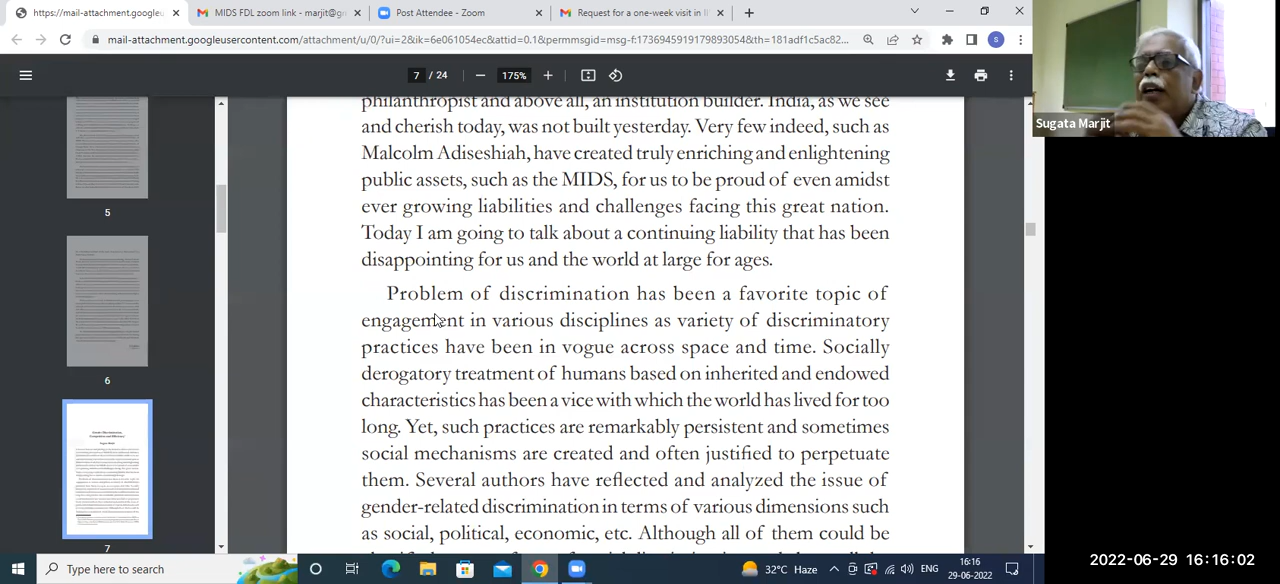 https://mail-attachment.googleu
MIDS FDL zoom link - marjit@gr
Post Attendee - Zoom
Request for a one-week visit in I
mail-attachment.googleusercontent.com/attachment/u/0/?ui=2&ik=6e061054ec&attid=0.1&permmsgid=msg-f:1736945919179893054&th=181adf1c5ac82...
7 / 24
175%
5
6
7
philanthropist and above all, an institution builder. India, as we see
and cherish today, was not built yesterday. Very few indeed, such as
Malcolm Adiseshiah, have created truly enriching and enlightening
public assets, such as the MIDS, for us to be proud of even amidst
ever growing liabilities and challenges facing this great nation.
Today I am going to talk about a continuing liability that has been
disappointing for us and the world at large for ages.
Problem of discrimination has been a favorite topic of
engagement in various disciplines as variety of discriminatory
practices have been in vogue across space and time. Socially
derogatory treatment of humans based on inherited and endowed
characteristics has been a vice with which the world has lived for too
long. Yet, such practices are remarkably persistent and sometimes
social mechanisms are created and often justified to perpetuate
them. Several authors have reflected and analyzed the issue of
gender-related discrimination in terms of various dimensions such
as social, political, economic, etc. Although all of them could be
Sugata Marjit
S
Type here to search
32°C Haze
ENG
16:16
29-06-2022
2022-06-29 16:16:02